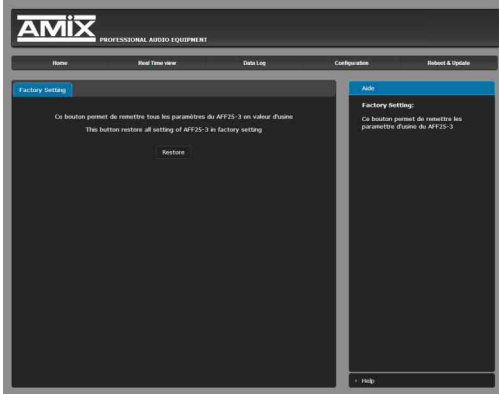 AMIX
PROFESSIONAL AUDIO EQUIPMENT
Home Real Time view Data Log Configuration Reboot & Update
Factory Setting
Ce bouton permet de remettre tous les paramêtres du AFF25-3 en valeur d'usine
This button restore all setting of AFF25-3 in factory setting
Restore
Aide
Factory Setting:
Ce bouton permet de remettre les
paramettre d'usine du AFF25-3
Help